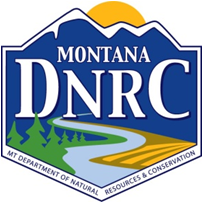 MONTANA
DNRC
MT DEPARTMENT OF NATURAL RESOURCES & CONSERVATION